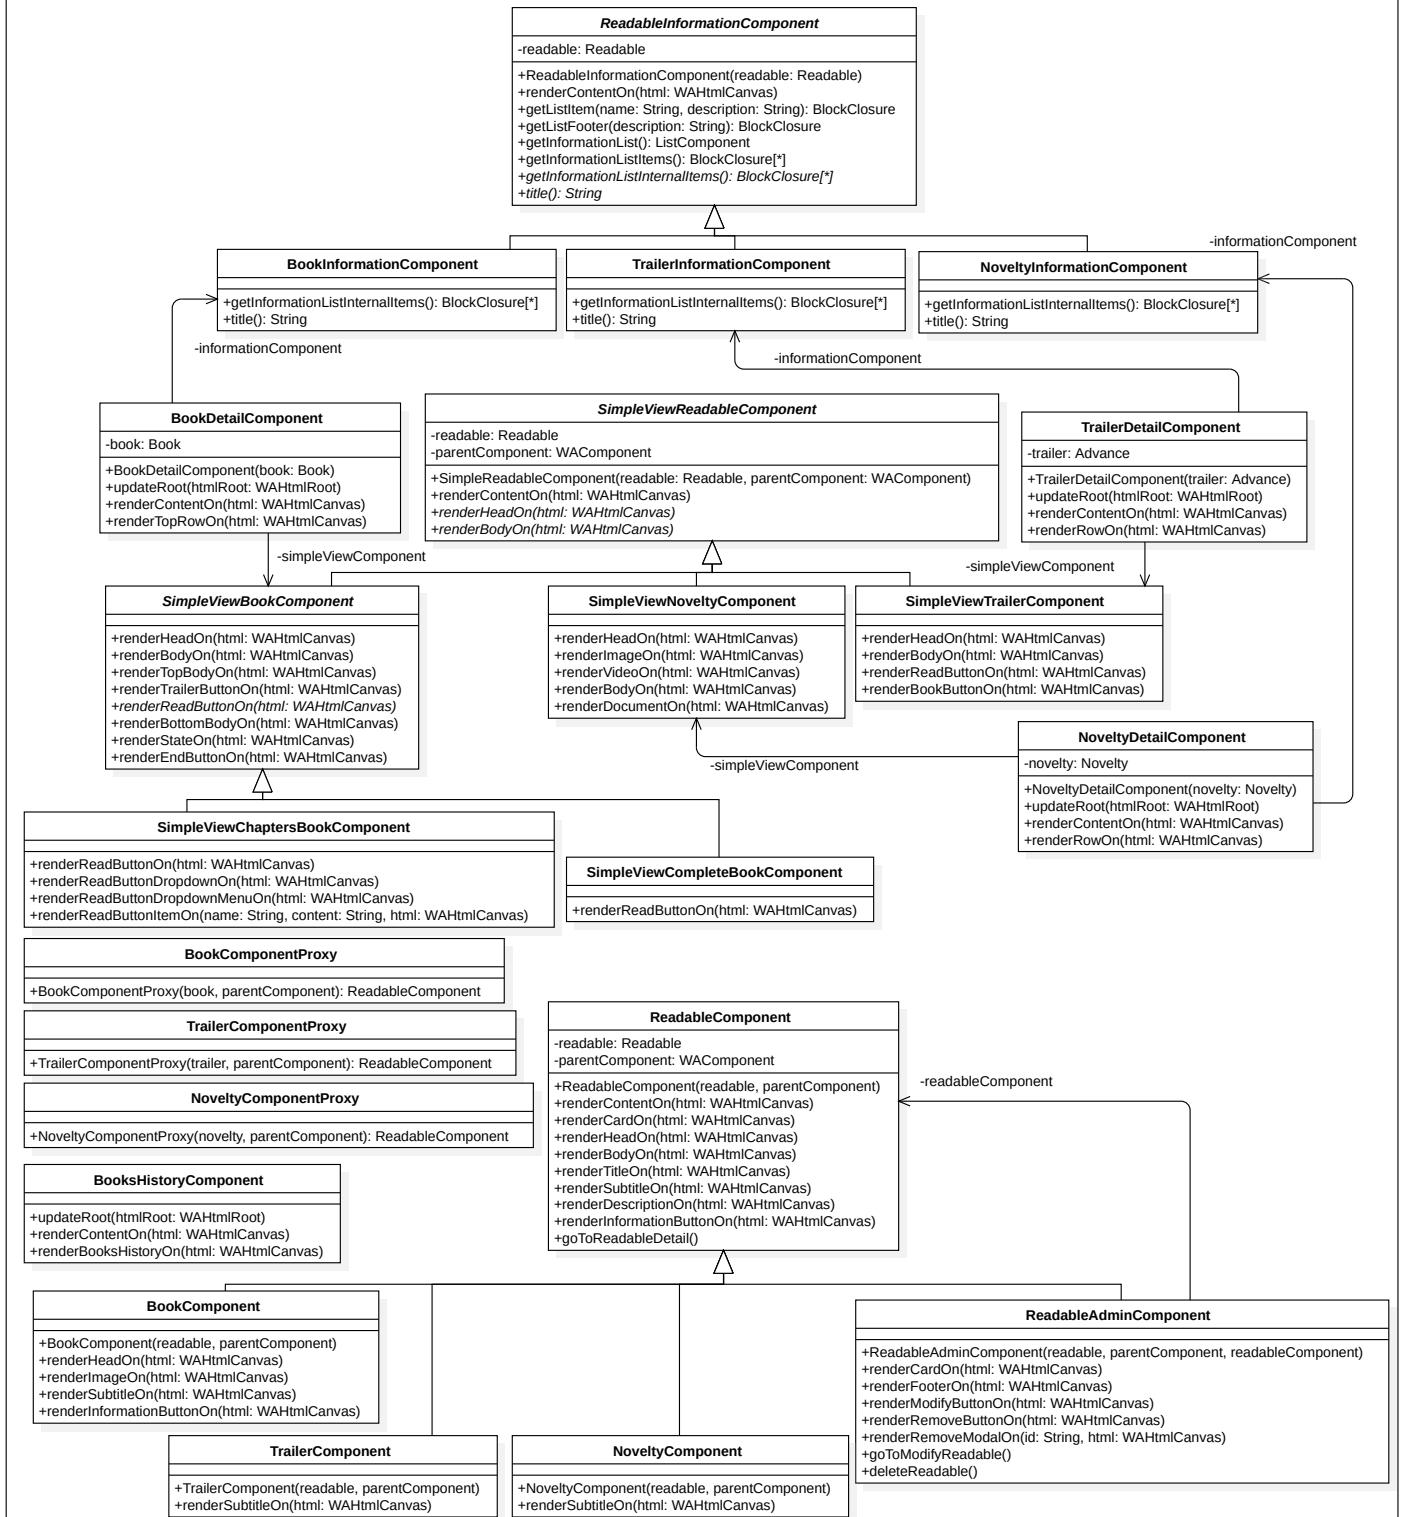 ReadableInformationComponent
-readable: Readable
+ReadableInformationComponent(readable: Readable)
+renderContentOn(html: WAHtmlCanvas)
+getListItem(name: String, description: String): BlockClosure
+getListFooter(description: String): BlockClosure
+getInformationList(): ListComponent
+getInformationListItems(): BlockClosure[*]
+getInformationListInternalItems(): BlockClosure[*]
+title(): String
-informationComponent
BookInformationComponent
+getInformationListInternalItems(): BlockClosure[*]
+title(): String
TrailerInformationComponent
+getInformationListInternalItems(): BlockClosure[*]
+title(): String
NoveltyInformationComponent
+getInformationListInternalItems(): BlockClosure[*]
+title(): String
-informationComponent
-informationComponent
BookDetailComponent
-book: Book
+BookDetailComponent(book: Book)
+updateRoot(htmlRoot: WAHtmlRoot)
+renderContentOn(html: WAHtmlCanvas)
+renderTopRowOn(html: WAHtmlCanvas)
SimpleViewReadableComponent
-readable: Readable
-parentComponent: WAComponent
+SimpleReadableComponent(readable: Readable, parentComponent: WAComponent)
+renderContentOn(html: WAHtmlCanvas)
+renderHeadOn(html: WAHtmlCanvas)
+renderBodyOn(html: WAHtmlCanvas)
TrailerDetailComponent
-trailer: Advance
+TrailerDetailComponent(trailer: Advance)
+updateRoot(htmlRoot: WAHtmlRoot)
+renderContentOn(html: WAHtmlCanvas)
+renderRowOn(html: WAHtmlCanvas)
-simpleViewComponent
-simpleViewComponent
SimpleViewBookComponent
+renderHeadOn(html: WAHtmlCanvas)
+renderBodyOn(html: WAHtmlCanvas)
+renderTopBodyOn(html: WAHtmlCanvas)
+renderTrailerButtonOn(html: WAHtmlCanvas)
+renderReadButtonOn(html: WAHtmlCanvas)
+renderBottomBodyOn(html: WAHtmlCanvas)
+renderStateOn(html: WAHtmlCanvas)
+renderEndButtonOn(html: WAHtmlCanvas)
SimpleViewNoveltyComponent
+renderHeadOn(html: WAHtmlCanvas)
+renderImageOn(html: WAHtmlCanvas)
+renderVideoOn(html: WAHtmlCanvas)
+renderBodyOn(html: WAHtmlCanvas)
+renderDocumentOn(html: WAHtmlCanvas)
SimpleViewTrailerComponent
+renderHeadOn(html: WAHtmlCanvas)
+renderBodyOn(html: WAHtmlCanvas)
+renderReadButtonOn(html: WAHtmlCanvas)
+renderBookButtonOn(html: WAHtmlCanvas)
-simpleViewComponent
NoveltyDetailComponent
-novelty: Novelty
+NoveltyDetailComponent(novelty: Novelty)
+updateRoot(htmlRoot: WAHtmlRoot)
+renderContentOn(html: WAHtmlCanvas)
+renderRowOn(html: WAHtmlCanvas)
SimpleViewChaptersBookComponent
+renderReadButtonOn(html: WAHtmlCanvas)
+renderReadButtonDropdownOn(html: WAHtmlCanvas)
+renderReadButtonDropdownMenuOn(html: WAHtmlCanvas)
+renderReadButtonItemOn(name: String, content: String, html: WAHtmlCanvas)
SimpleViewCompleteBookComponent
+renderReadButtonOn(html: WAHtmlCanvas)
BookComponentProxy
+BookComponentProxy(book, parentComponent): ReadableComponent
TrailerComponentProxy
+TrailerComponentProxy(trailer, parentComponent): ReadableComponent
NoveltyComponentProxy
+NoveltyComponentProxy(novelty, parentComponent): ReadableComponent
BooksHistoryComponent
+updateRoot(htmlRoot: WAHtmlRoot)
+renderContentOn(html: WAHtmlCanvas)
+renderBooksHistoryOn(html: WAHtmlCanvas)
ReadableComponent
-readable: Readable
-parentComponent: WAComponent
+ReadableComponent(readable, parentComponent)
+renderContentOn(html: WAHtmlCanvas)
+renderCardOn(html: WAHtmlCanvas)
+renderHeadOn(html: WAHtmlCanvas)
+renderBodyOn(html: WAHtmlCanvas)
+renderTitleOn(html: WAHtmlCanvas)
+renderSubtitleOn(html: WAHtmlCanvas)
+renderDescriptionOn(html: WAHtmlCanvas)
+renderInformationButtonOn(html: WAHtmlCanvas)
+goToReadableDetail()
-readableComponent
BookComponent
+BookComponent(readable, parentComponent)
+renderHeadOn(html: WAHtmlCanvas)
+renderImageOn(html: WAHtmlCanvas)
+renderSubtitleOn(html: WAHtmlCanvas)
+renderInformationButtonOn(html: WAHtmlCanvas)
ReadableAdminComponent
+ReadableAdminComponent(readable, parentComponent, readableComponent)
+renderCardOn(html: WAHtmlCanvas)
+renderFooterOn(html: WAHtmlCanvas)
+renderModifyButtonOn(html: WAHtmlCanvas)
+renderRemoveButtonOn(html: WAHtmlCanvas)
+renderRemoveModalOn(id: String, html: WAHtmlCanvas)
+goToModifyReadable()
+deleteReadable()
TrailerComponent
+TrailerComponent(readable, parentComponent)
+renderSubtitleOn(html: WAHtmlCanvas)
NoveltyComponent
+NoveltyComponent(readable, parentComponent)
+renderSubtitleOn(html: WAHtmlCanvas)